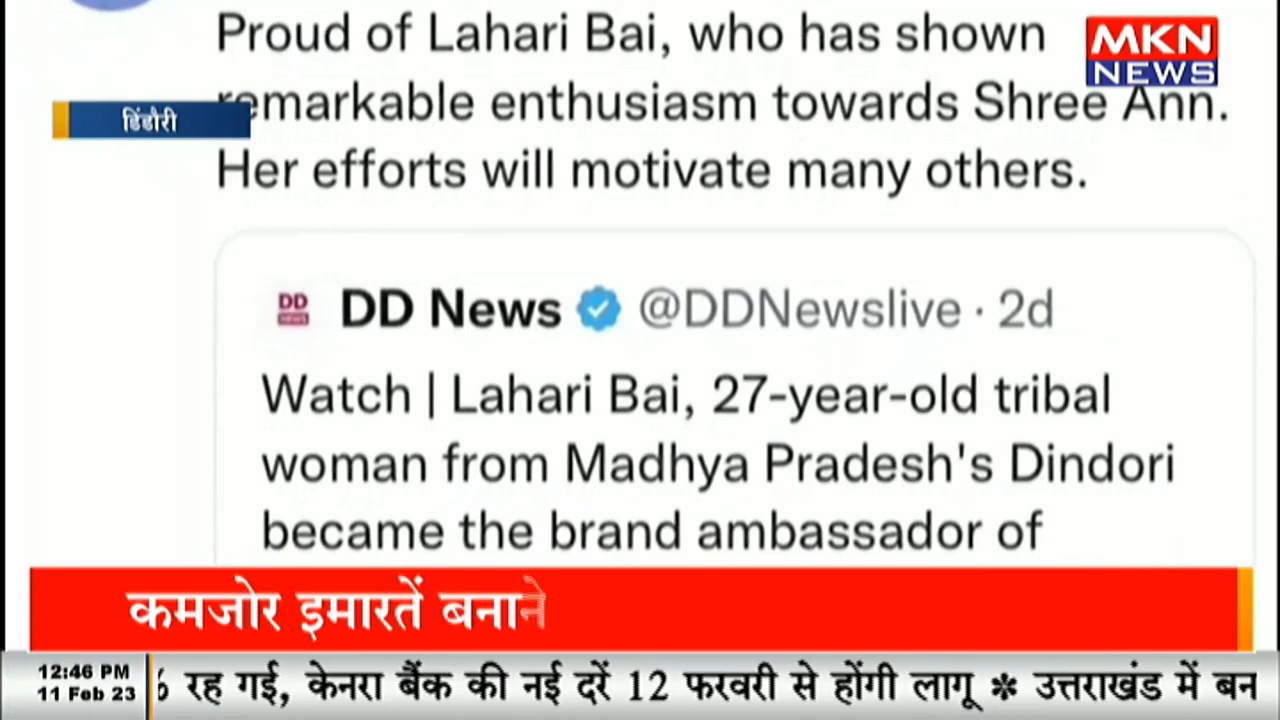 Proud of Lahari Bai, who has shown
MKN
NEWS
remarkable enthusiasm towards Shree Ann.
डिंडौरी
Her efforts will motivate many others.
DD NEWS
DD News @DDNewslive · 2d
Watch | Lahari Bai, 27-year-old tribal
woman from Madhya Pradesh's Dindori
became the brand ambassador of
कमजोर इमारतें बनाने
12:46 PM
11 Feb 23
रह गई, केनरा बैंक की नई दरें 12 फरवरी से होंगी लागू * उत्तराखंड में बन